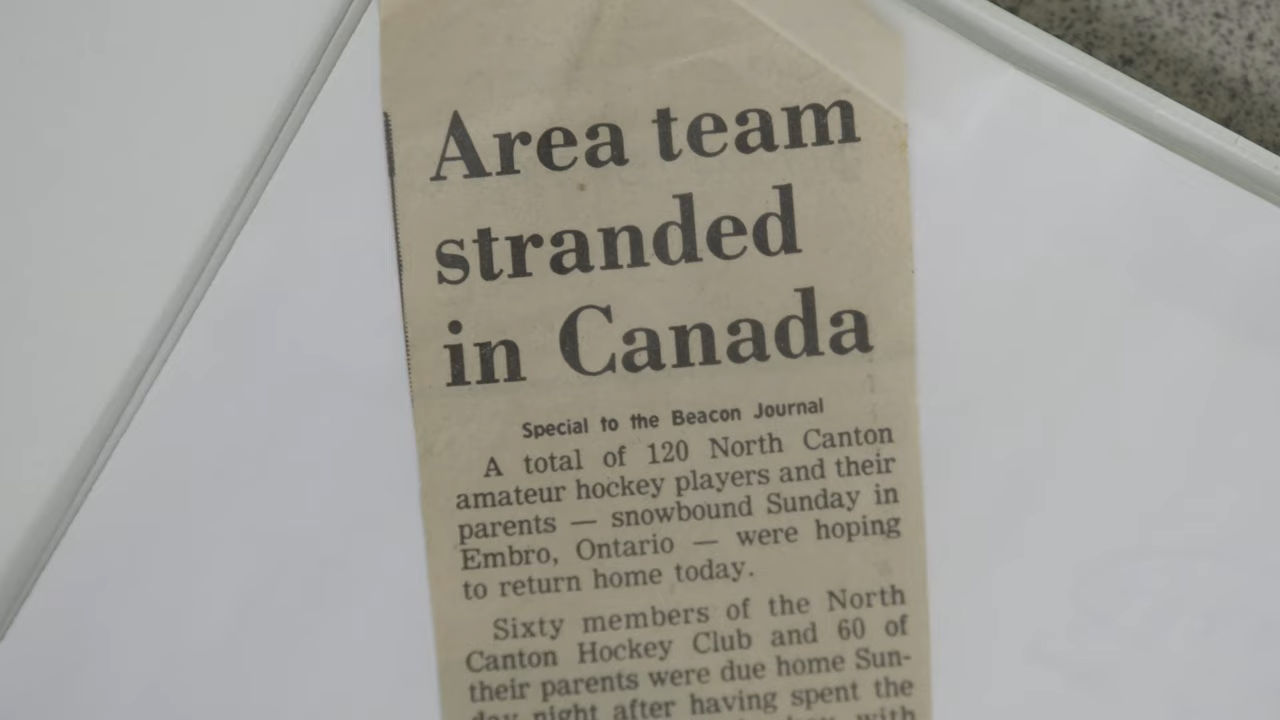 Area team
stranded
in Canada
Special to the Beacon Journal
A total of 120 North Canton
amateur hockey players and their
parents — snowbound Sunday in
Embro, Ontario — were hoping
to return home today.
Sixty members of the North
Canton Hockey Club and 60 of
their parents were due home Sun-
day night after having spent the
with